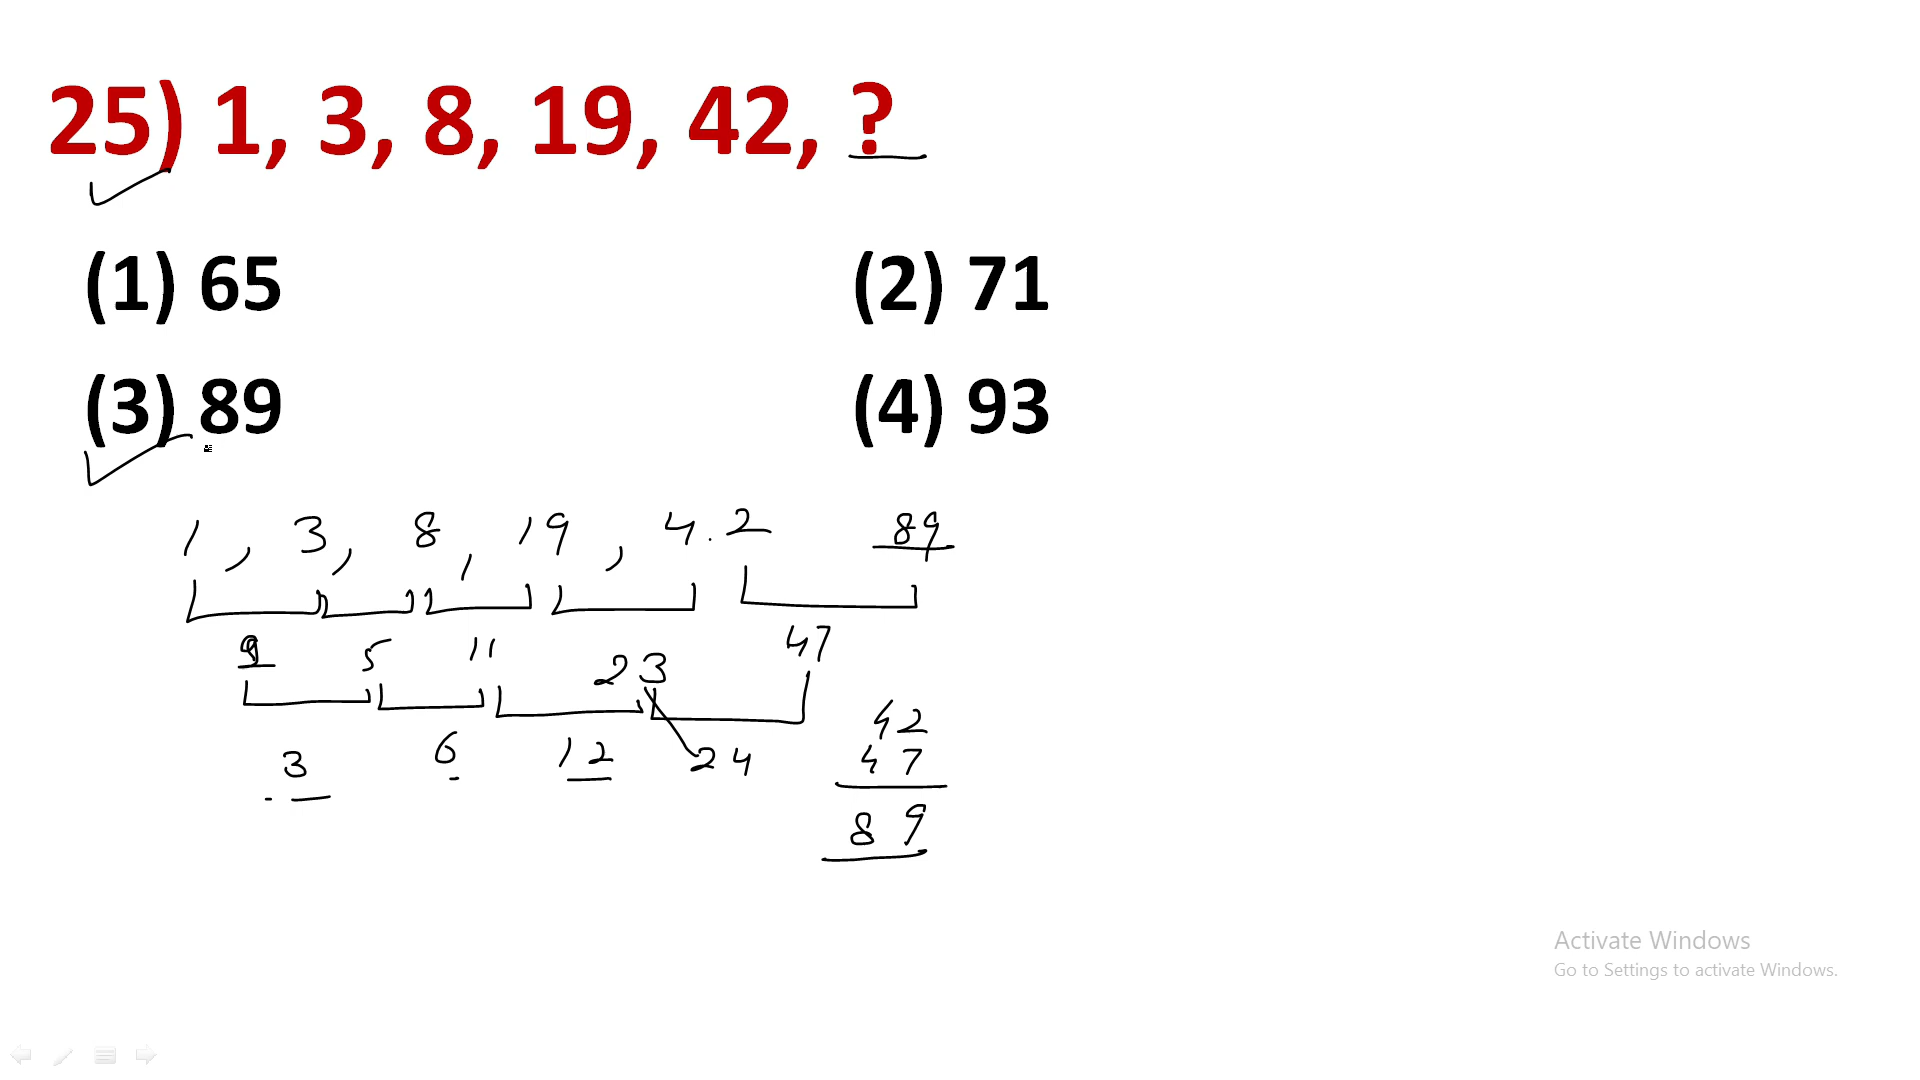 25) 1, 3, 8, 19, 42, ?
(1) 65 (2) 71
(3) 89 (4) 93
1, 3, 8, 19, 4.2 89
5 11 23 47
3 6 12 24
42
47
89
Activate Windows
Go to Settings to activate Windows.